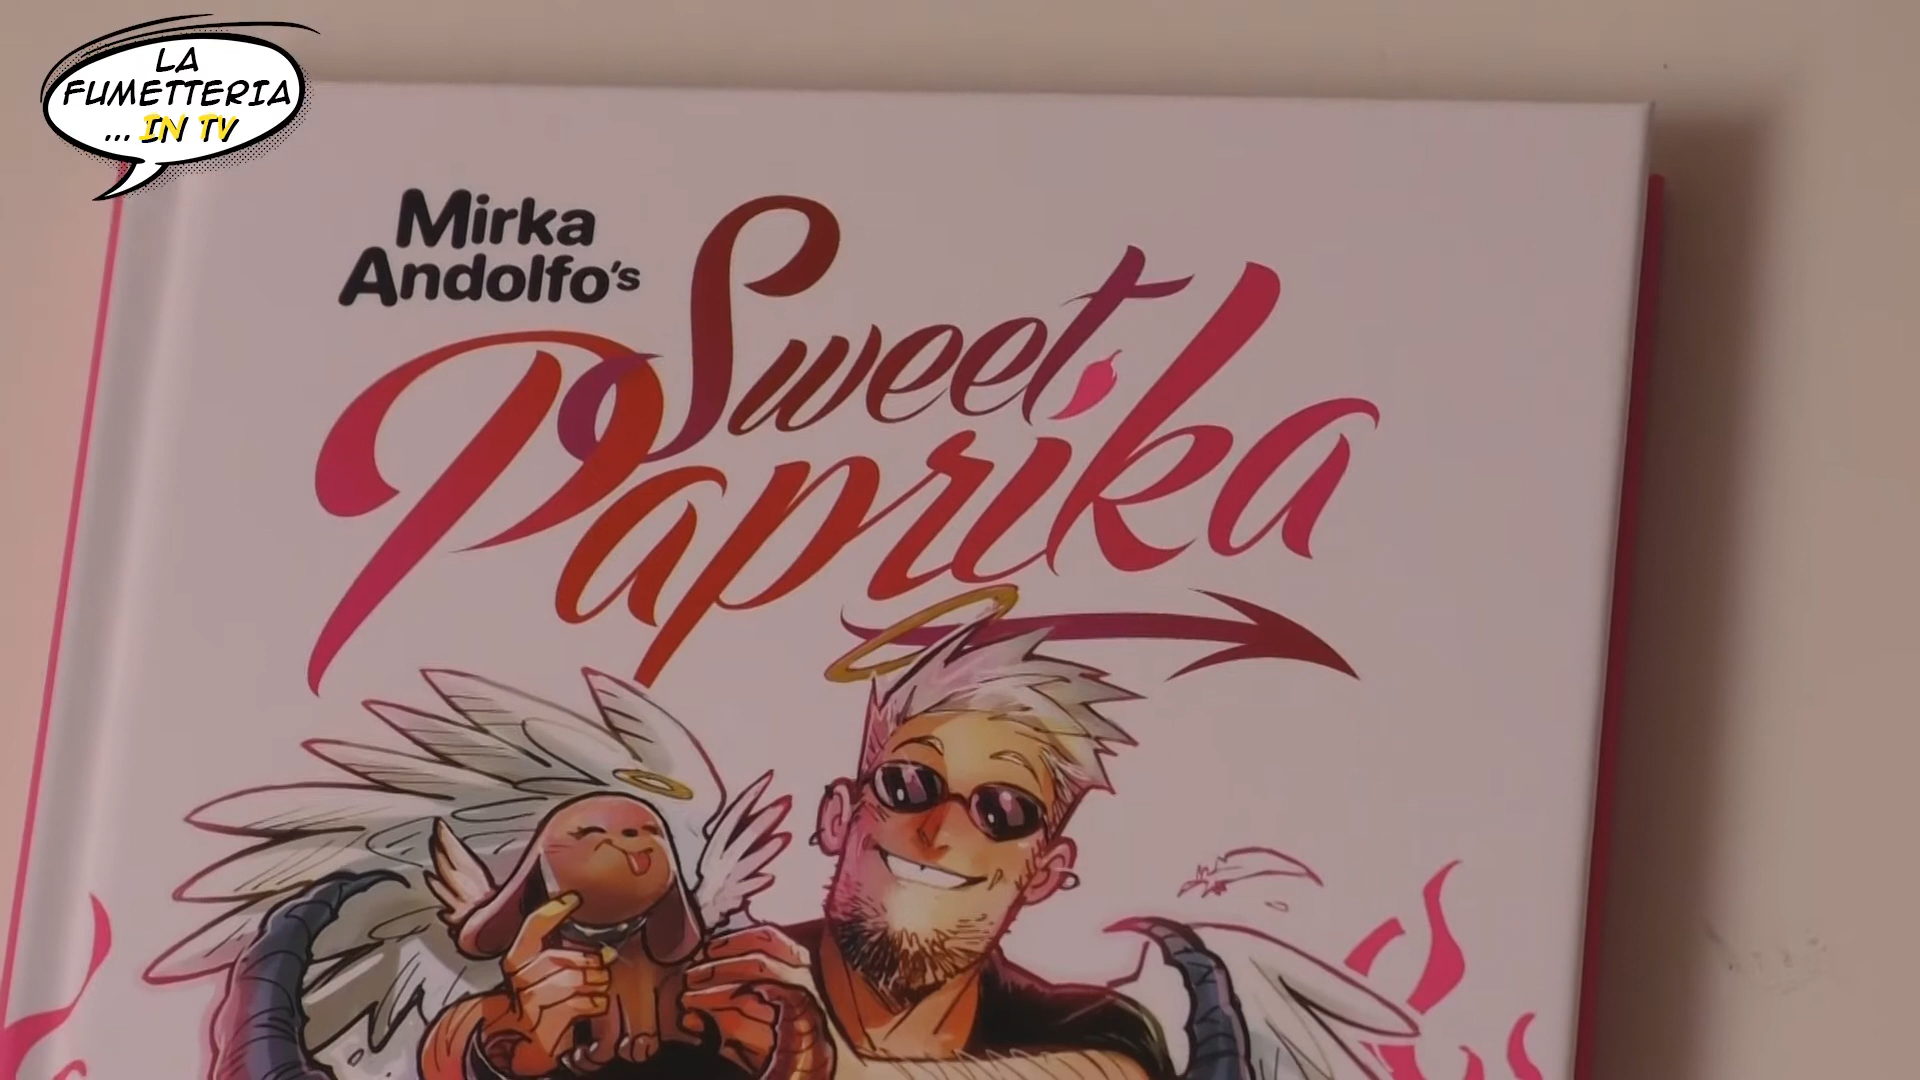 LA
FUMETTERIA
... IN TV
Mirka
Andolfo's
Sweet
Paprika